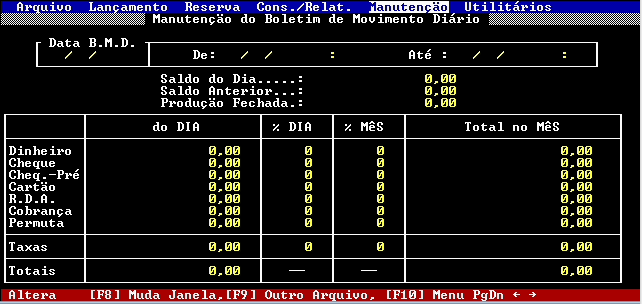 Arquivo Lançamento Reserva Cons./Relat. Manutenção Utilitários
Manutenção do Boletim de Movimento Diário
Data B.M.D.
/ / De: / / : Até : / / :
Saldo do Dia.....: 0,00
Saldo Anterior...: 0,00
Produção Fechada.: 0,00
do DIA % DIA % MêS Total no MêS
Dinheiro 0,00 0 0 0,00
Cheque 0,00 0 0 0,00
Cheq.-Pré 0,00 0 0 0,00
Cartão 0,00 0 0 0,00
R.D.A. 0,00 0 0 0,00
Cobrança 0,00 0 0 0,00
Permuta 0,00 0 0 0,00
Taxas 0,00 0 0 0,00
Totais 0,00 —— —— 0,00
Altera [F8] Muda Janela,[F9] Outro Arquivo, [F10] Menu PgDn ← →